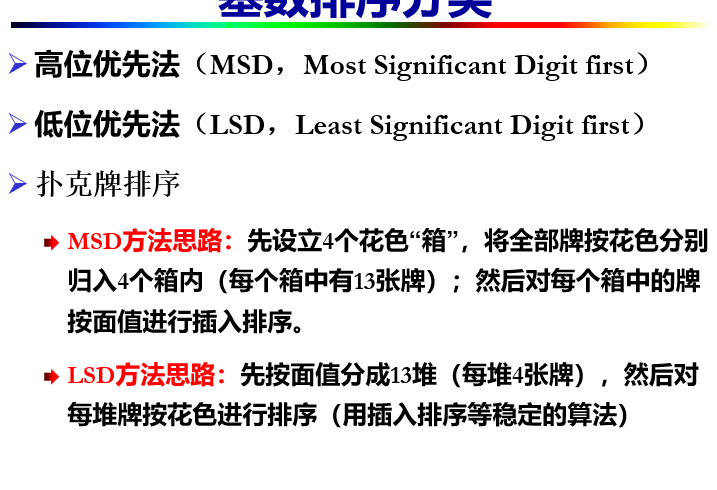 基数排序分类
高位优先法（MSD，Most Significant Digit first）
低位优先法（LSD，Least Significant Digit first）
扑克牌排序
MSD方法思路：先设立4个花色“箱”，将全部牌按花色分别
归入4个箱内（每个箱中有13张牌）；然后对每个箱中的牌
按面值进行插入排序。
LSD方法思路：先按面值分成13堆（每堆4张牌），然后对
每堆牌按花色进行排序（用插入排序等稳定的算法）